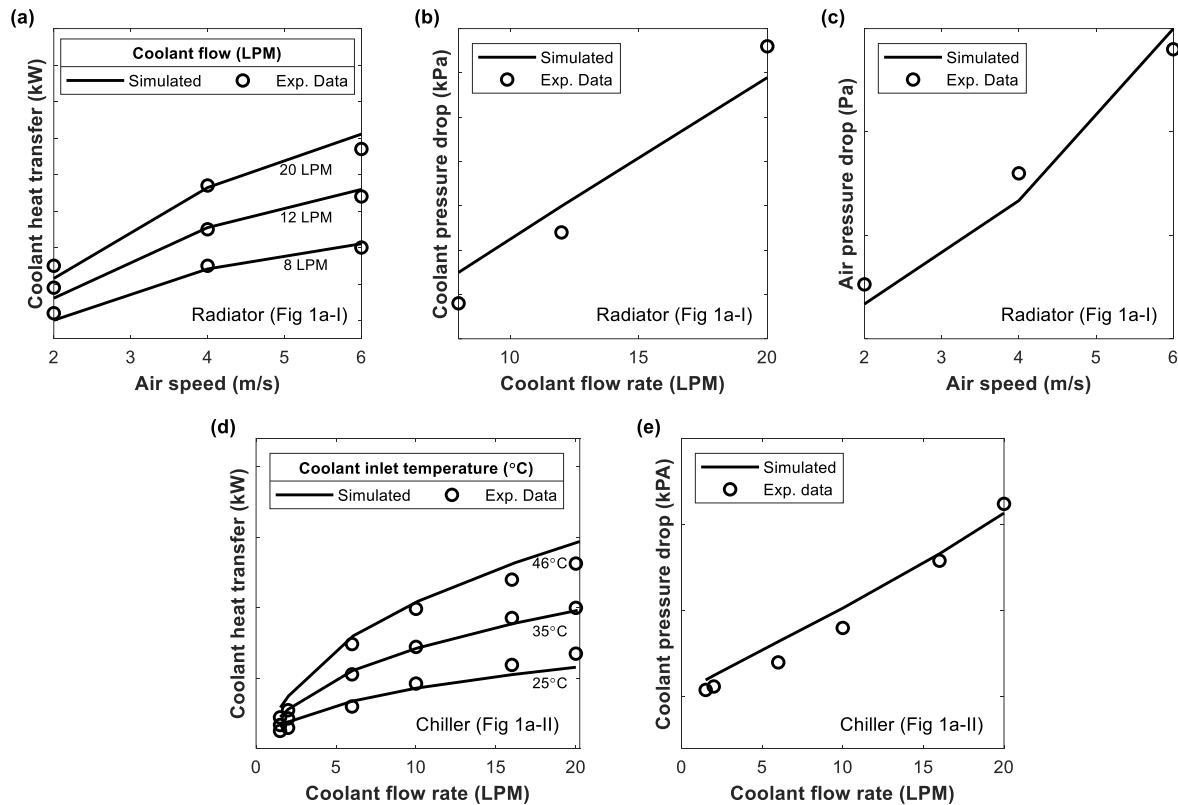 (a)
Coolant flow (LPM)
Simulated
Exp. Data
20 LPM
12 LPM
8 LPM
Radiator (Fig 1a-I)
2
3
4
5
6
Air speed (m/s)
Coolant heat transfer (kW)
(b)
Simulated
Exp. Data
Radiator (Fig 1a-I)
10
15
20
Coolant flow rate (LPM)
Coolant pressure drop (kPa)
(c)
Simulated
Exp. Data
Radiator (Fig 1a-I)
2
3
4
5
6
Air speed (m/s)
Air pressure drop (Pa)
(d)
Coolant inlet temperature (°C)
Simulated
Exp. Data
46°C
35°C
25°C
Chiller (Fig 1a-II)
0
5
10
15
20
Coolant flow rate (LPM)
Coolant heat transfer (kW)
(e)
Simulated
Exp. data
Chiller (Fig 1a-II)
0
5
10
15
20
Coolant flow rate (LPM)
Coolant pressure drop (kPA)